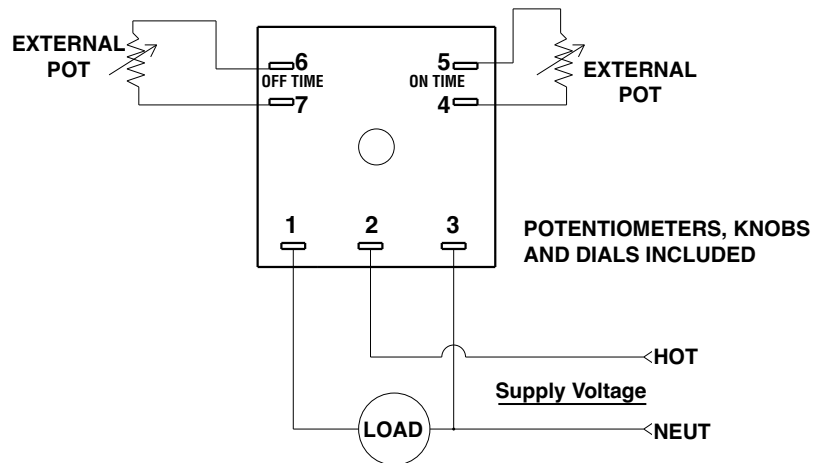 EXTERNAL
POT
6
OFF TIME
7
5
ON TIME
4
EXTERNAL
POT
1 2 3
POTENTIOMETERS, KNOBS
AND DIALS INCLUDED
HOT
Supply Voltage
LOAD
NEUT